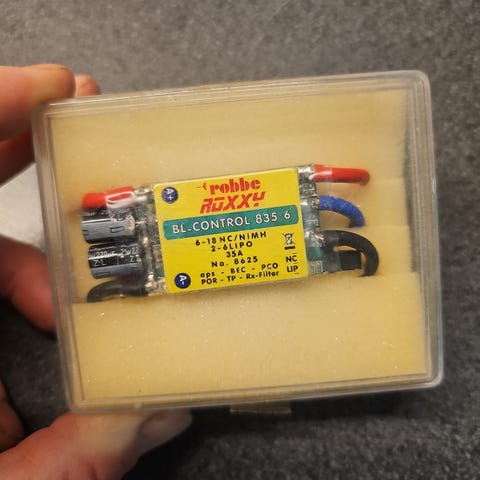 robbe
ROXXY
BL-CONTROL 835 6
6-18 NC/NiMH
2-6LIPO
35A
No. 8625
aps - BEC - PCO
POR - TP - Rx-Filter
NC
LIP
A+
A-